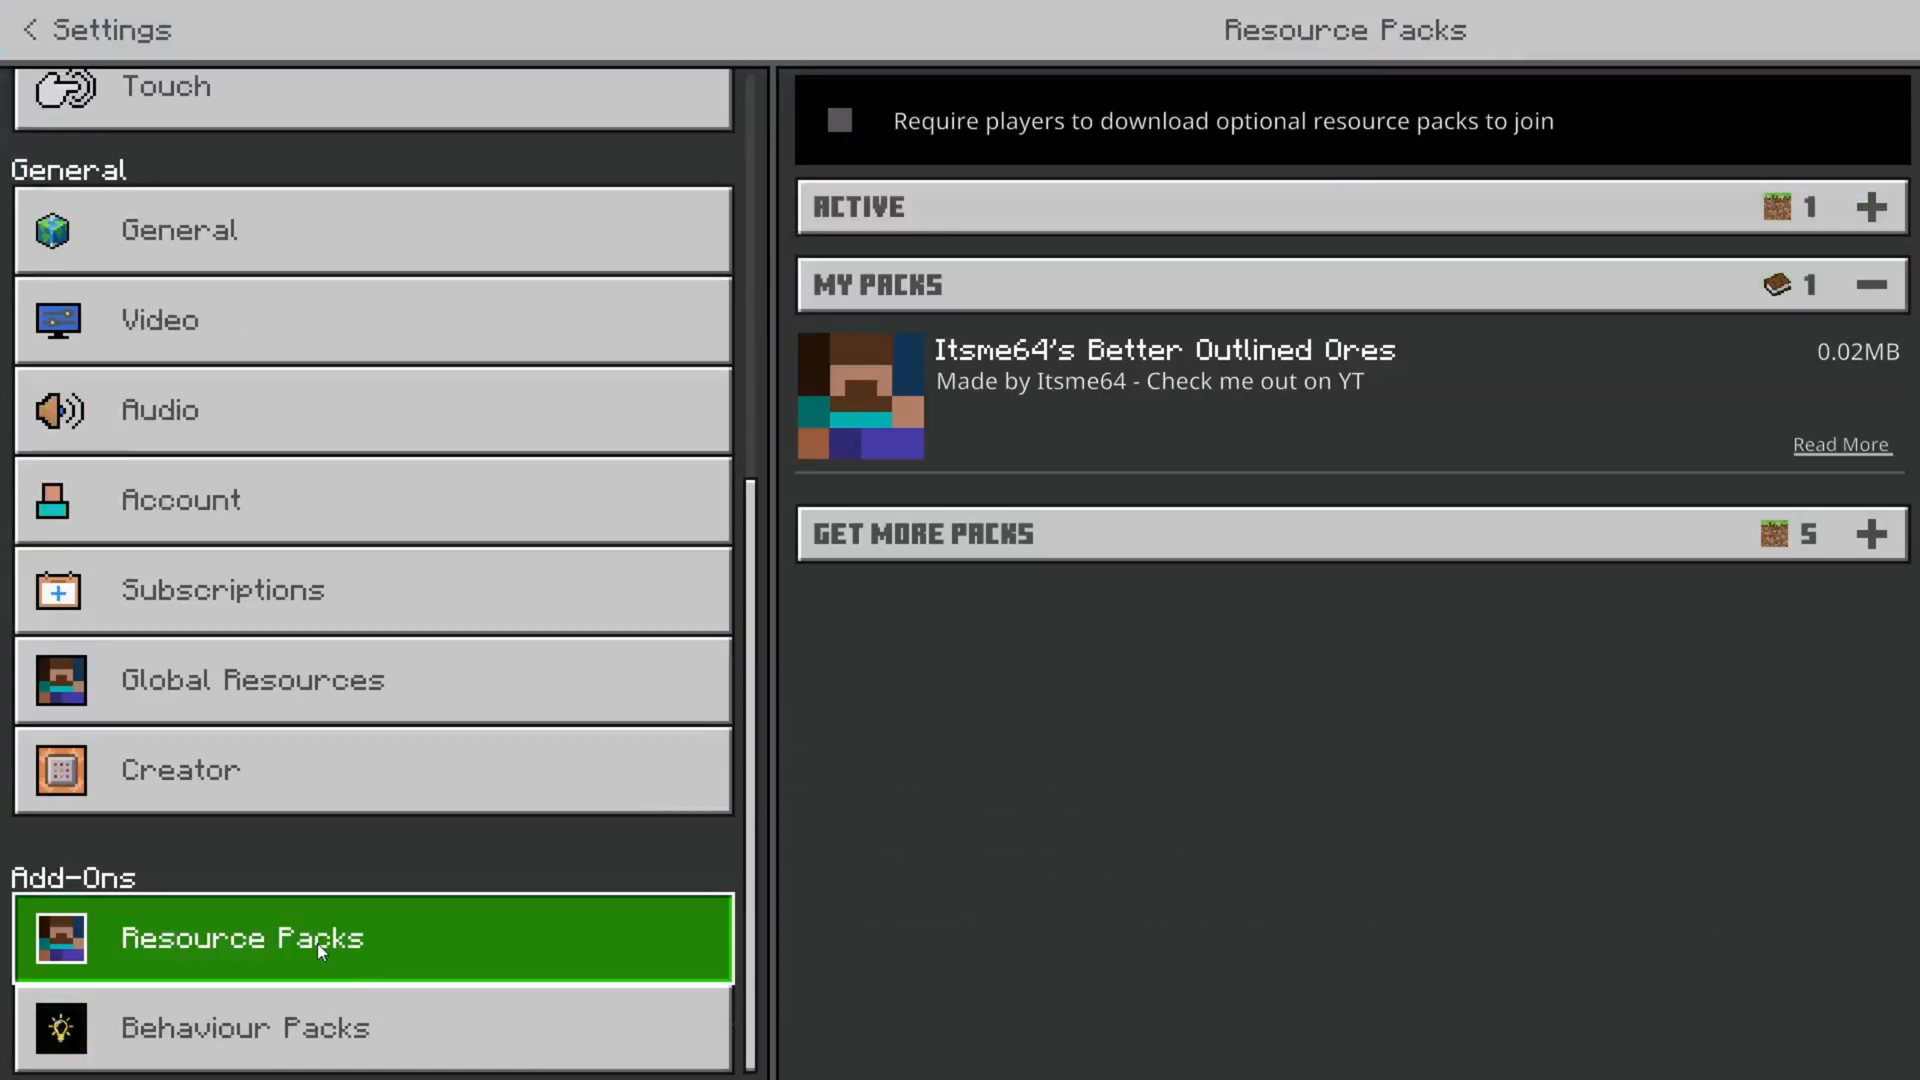 Settings
Resource Packs
Touch
General
General
Video
Audio
Account
Subscriptions
Global Resources
Creator
Add-Ons
Resource Packs
Behaviour Packs
Require players to download optional resource packs to join
ACTIVE 1
MY PACKS 1
Itsme64's Better Outlined Ores 0.02MB
Made by Itsme64 - Check me out on YT
Read More
GET MORE PACKS 5